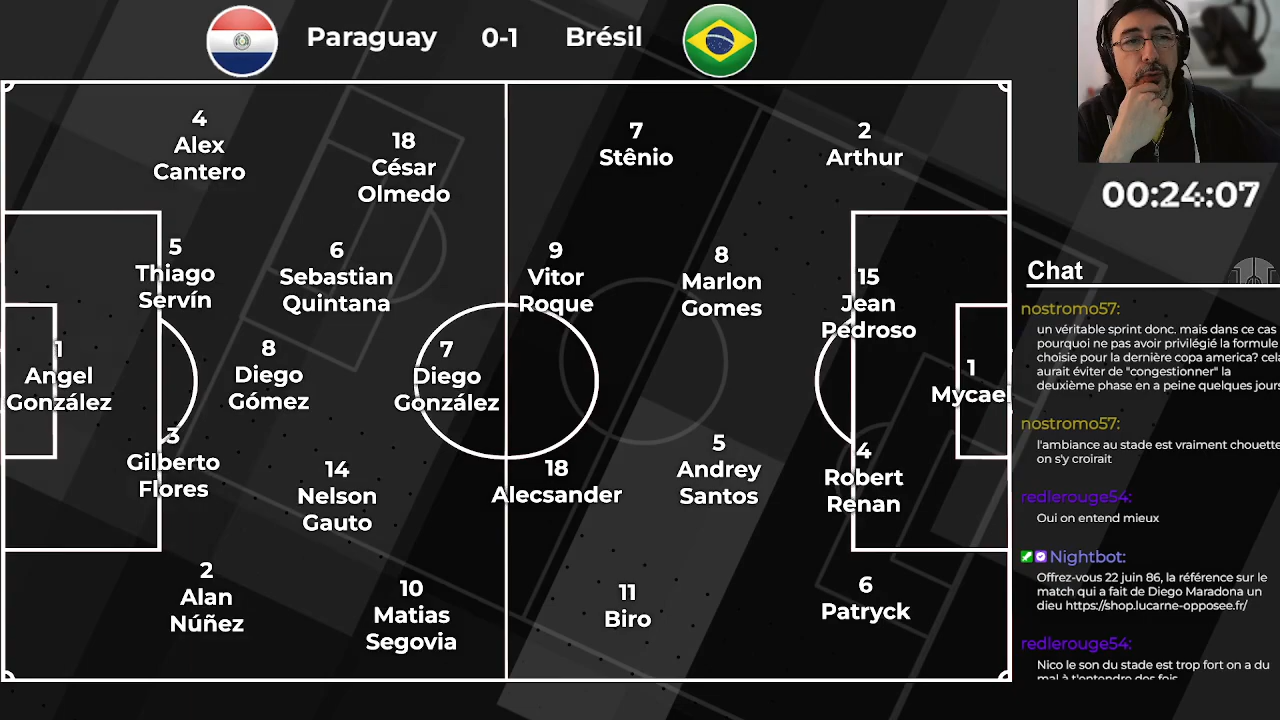 Paraguay 0-1 Brésil
00:24:07
4
Alex
Cantero
18
César
Olmedo
5
Thiago
Servín
6
Sebastian
Quintana
1
Angel
González
8
Diego
Gómez
7
Diego
González
3
Gilberto
Flores
14
Nelson
Gauto
2
Alan
Núñez
10
Matias
Segovia
7
Stênio
2
Arthur
9
Vitor
Roque
8
Marlon
Gomes
15
Jean
Pedroso
1
Mycael
18
Alecsander
5
Andrey
Santos
4
Robert
Renan
11
Biro
6
Patryck
Chat
nostromo57:
un véritable sprint donc. mais dans ce cas
pourquoi ne pas avoir privilégié la formule
choisie pour la dernière copa america? cela
aurait éviter de "congestionner" la
deuxième phase en a peine quelques jours
nostromo57:
l'ambiance au stade est vraiment chouette
on s'y croirait
redlerouge54:
Oui on entend mieux
Nightbot:
Offrez-vous 22 juin 86, la référence sur le
match qui a fait de Diego Maradona un
dieu https://shop.lucarne-opposee.fr/
redlerouge54:
Nico le son du stade est trop fort on a du
mal à t'entendre des fois